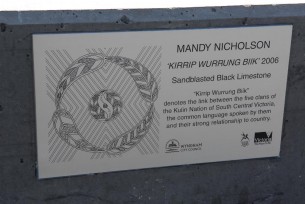 MANDY NICHOLSON
'KIRRIP WURRUNG BIIK' 2006
Sandblasted Black Limestone
"Kirrip Wurrung Biik"
denotes the link between the five clans of
the Kulin Nation of South Central Victoria,
the common language spoken by them
and their strong relationship to country.
WYNDHAM